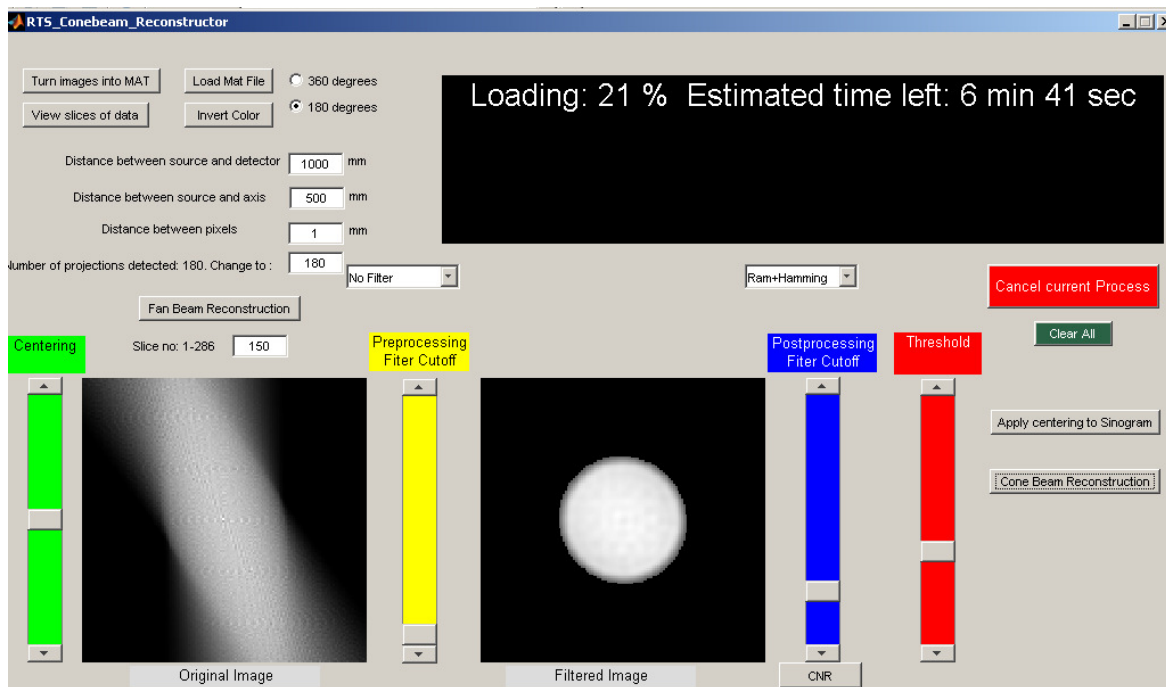 RTS_Conebeam_Reconstructor
Turn images into MAT
Load Mat File
360 degrees
View slices of data
Invert Color
180 degrees
Loading: 21 % Estimated time left: 6 min 41 sec
Distance between source and detector 1000 mm
Distance between source and axis 500 mm
Distance between pixels 1 mm
Number of projections detected: 180. Change to : 180
No Filter
Ram+Hamming
Cancel current Process
Fan Beam Reconstruction
Clear All
Centering
Slice no: 1-286 150
Preprocessing
Fiter Cutoff
Postprocessing
Fiter Cutoff
Threshold
Apply centering to Sinogram
Cone Beam Reconstruction
Original Image
Filtered Image
CNR